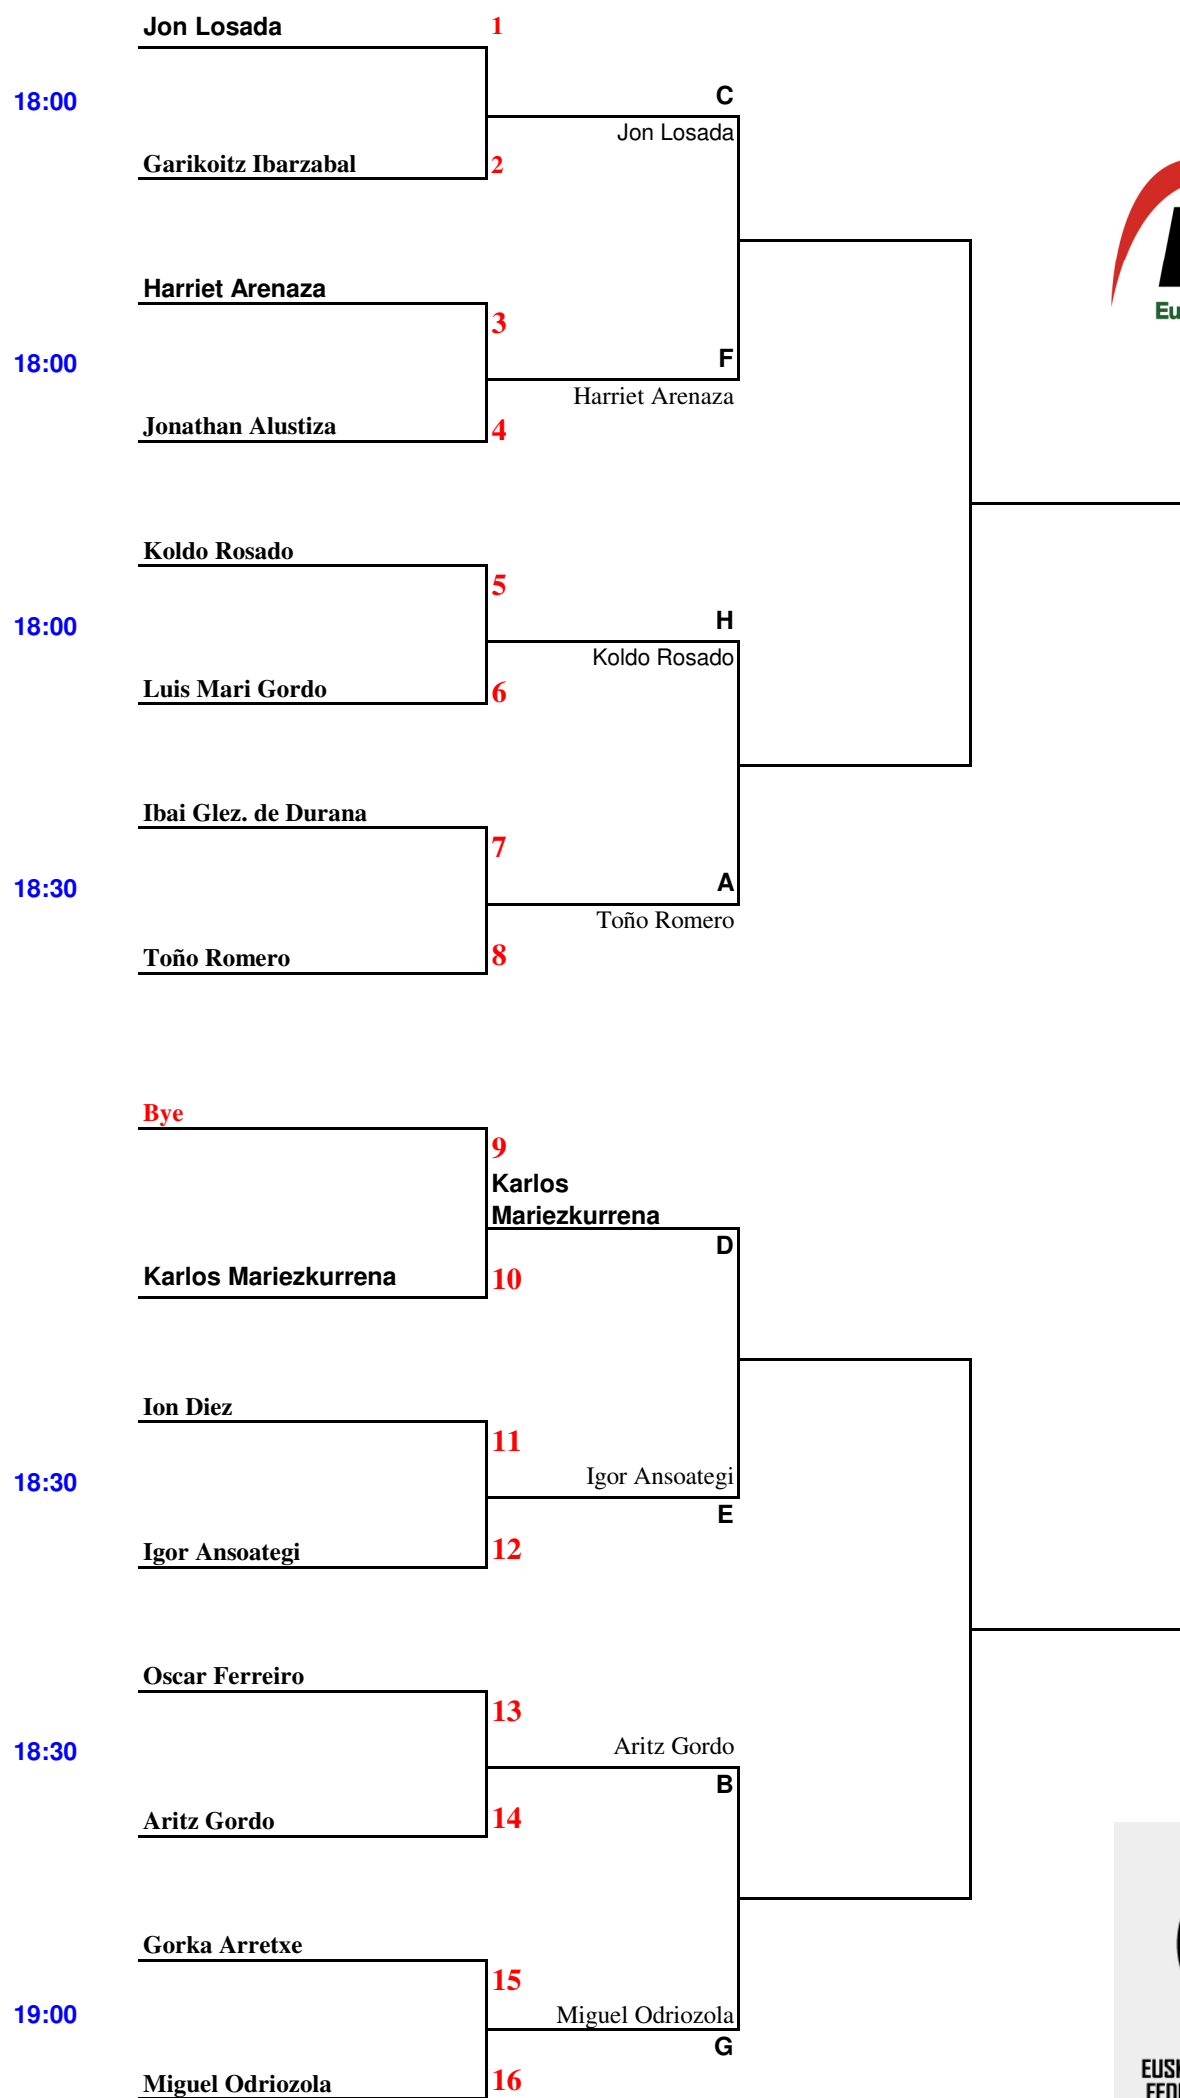 Jon Losada 1
18:00 C
Jon Losada
Garikoitz Ibarzabal 2
Harriet Arenaza
3
18:00 F
Harriet Arenaza
Jonathan Alustiza 4
Koldo Rosado
5
18:00 H
Koldo Rosado
Luis Mari Gordo 6
Ibai Glez. de Durana
7
18:30 A
Toño Romero
Toño Romero 8
Bye
9
Karlos
Mariezkurrena
D
Karlos Mariezkurrena 10
Ion Diez
11
18:30 Igor Ansoategi
E
Igor Ansoategi 12
Oscar Ferreiro
13
18:30 Aritz Gordo
B
Aritz Gordo 14
Gorka Arretxe
15
19:00 Miguel Odriozola
G
Miguel Odriozola 16